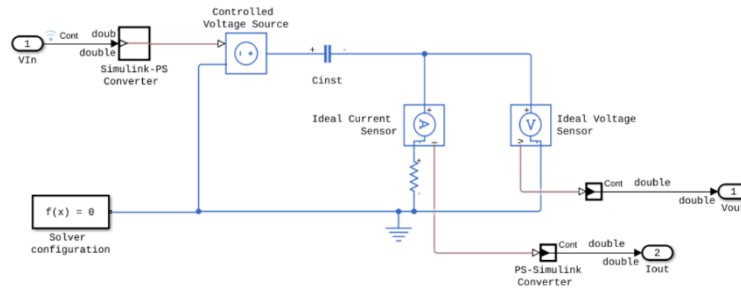 Controlled
Voltage Source
1
VIn
Cont
doub
double
Simulink-PS
Converter
+
-
Cinst
Ideal Current
Sensor
A
+
I
Ideal Voltage
Sensor
V
+
V
-
+
-
f(x) = 0
Solver
configuration
Cont
double
double
1
Vou
Cont
double
double
2
Iout
PS-Simulink
Converter